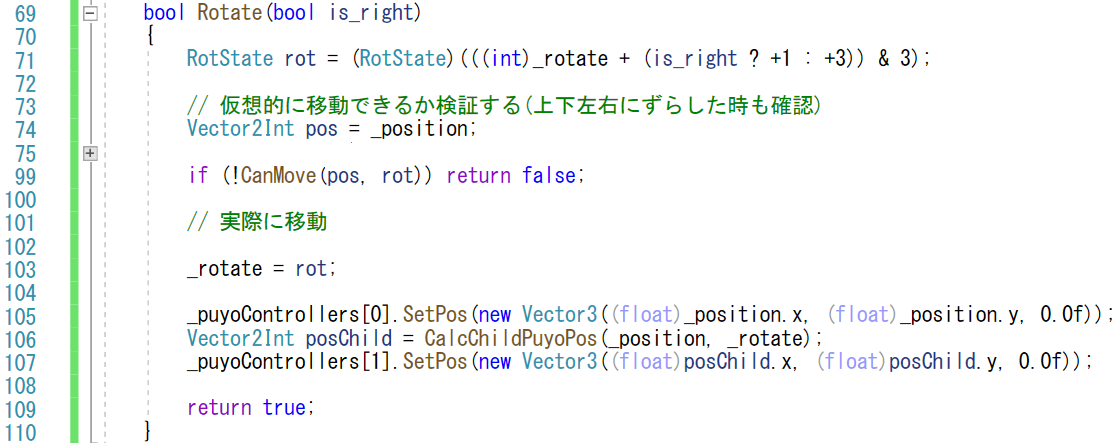 69 bool Rotate(bool is_right)
70 {
71 RotState rot = (RotState)(((int)_rotate + (is_right ? +1 : +3)) & 3);
72
73 // 仮想的に移動できるか検証する(上下左右にずらした時も確認)
74 Vector2Int pos = _position;
75
99 if (!CanMove(pos, rot)) return false;
100
101 // 実際に移動
102
103 _rotate = rot;
104
105 _puyoControllers[0].SetPos(new Vector3((float)_position.x, (float)_position.y, 0.0f));
106 Vector2Int posChild = CalcChildPuyoPos(_position, _rotate);
107 _puyoControllers[1].SetPos(new Vector3((float)posChild.x, (float)posChild.y, 0.0f));
108
109 return true;
110 }